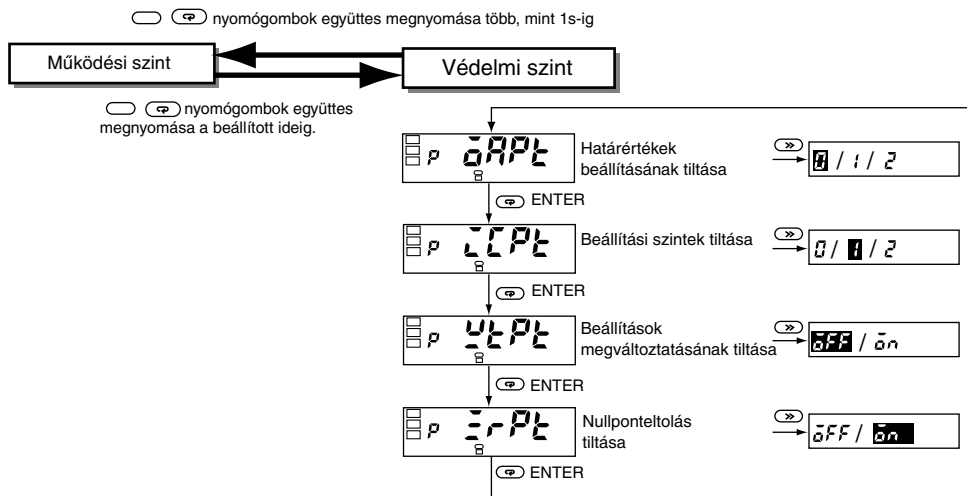 nyomógombok együttes megnyomása több, mint 1s-ig
Működési szint
Védelmi szint
nyomógombok együttes
megnyomása a beállított ideig.
p oAPt
Határértékek
beállításának tiltása
0 / 1 / 2
ENTER
p iCPt
Beállítási szintek tiltása
0 / 1 / 2
ENTER
p WtPt
Beállítások
megváltoztatásának tiltása
oFF / on
ENTER
p ZrPt
Nullponteltolás
tiltása
oFF / on
ENTER